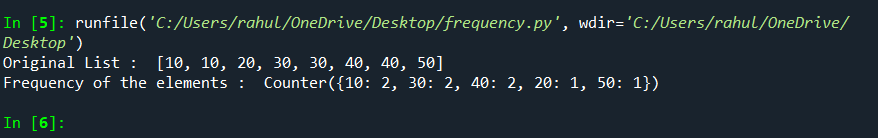 In [5]: runfile('C:/Users/rahul/OneDrive/Desktop/frequency.py', wdir='C:/Users/rahul/OneDrive/
Desktop')
Original List :  [10, 10, 20, 30, 30, 40, 40, 50]
Frequency of the elements :  Counter({10: 2, 30: 2, 40: 2, 20: 1, 50: 1})
In [6]: